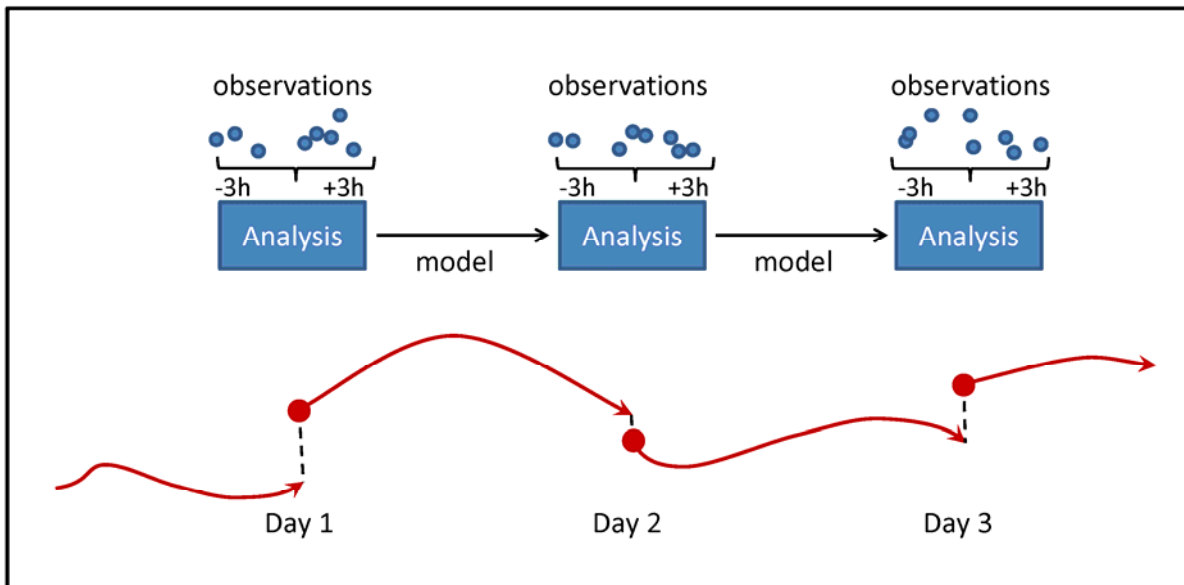 observations observations observations
-3h +3h -3h +3h -3h +3h
Analysis Analysis Analysis
model model
Day 1 Day 2 Day 3